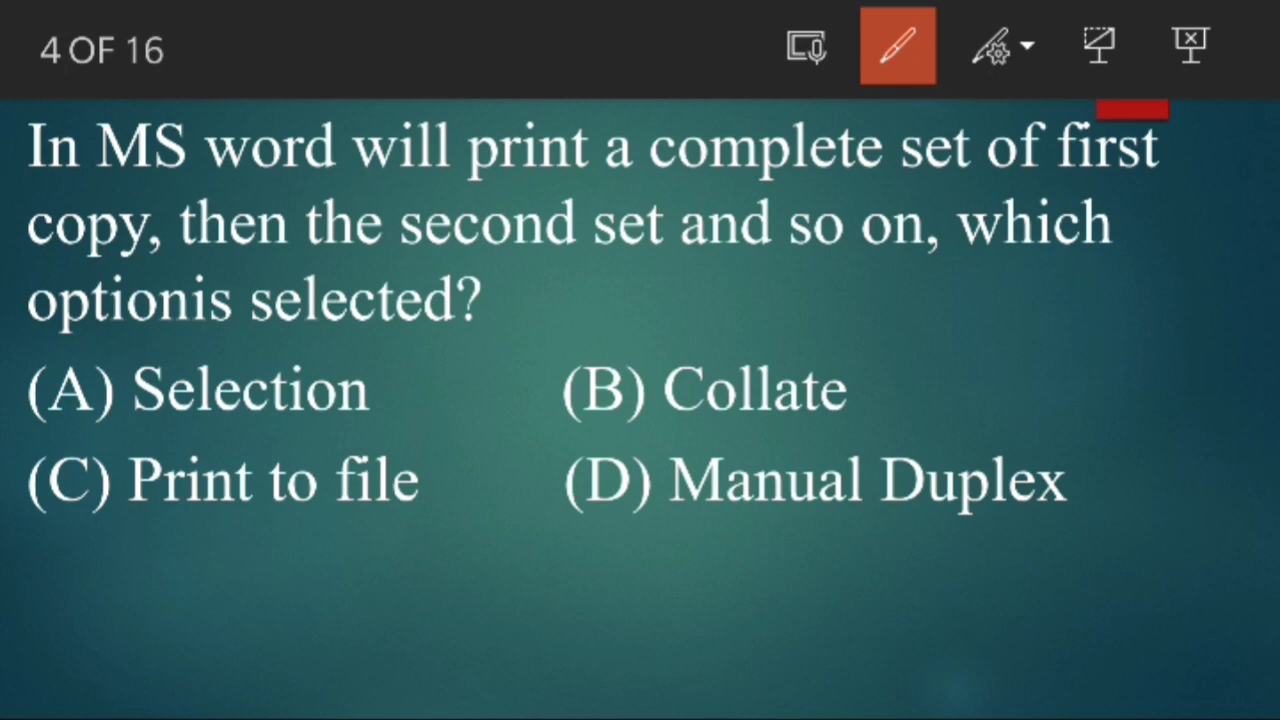 4 OF 16
In MS word will print a complete set of first
copy, then the second set and so on, which
optionis selected?
(A) Selection (B) Collate
(C) Print to file (D) Manual Duplex